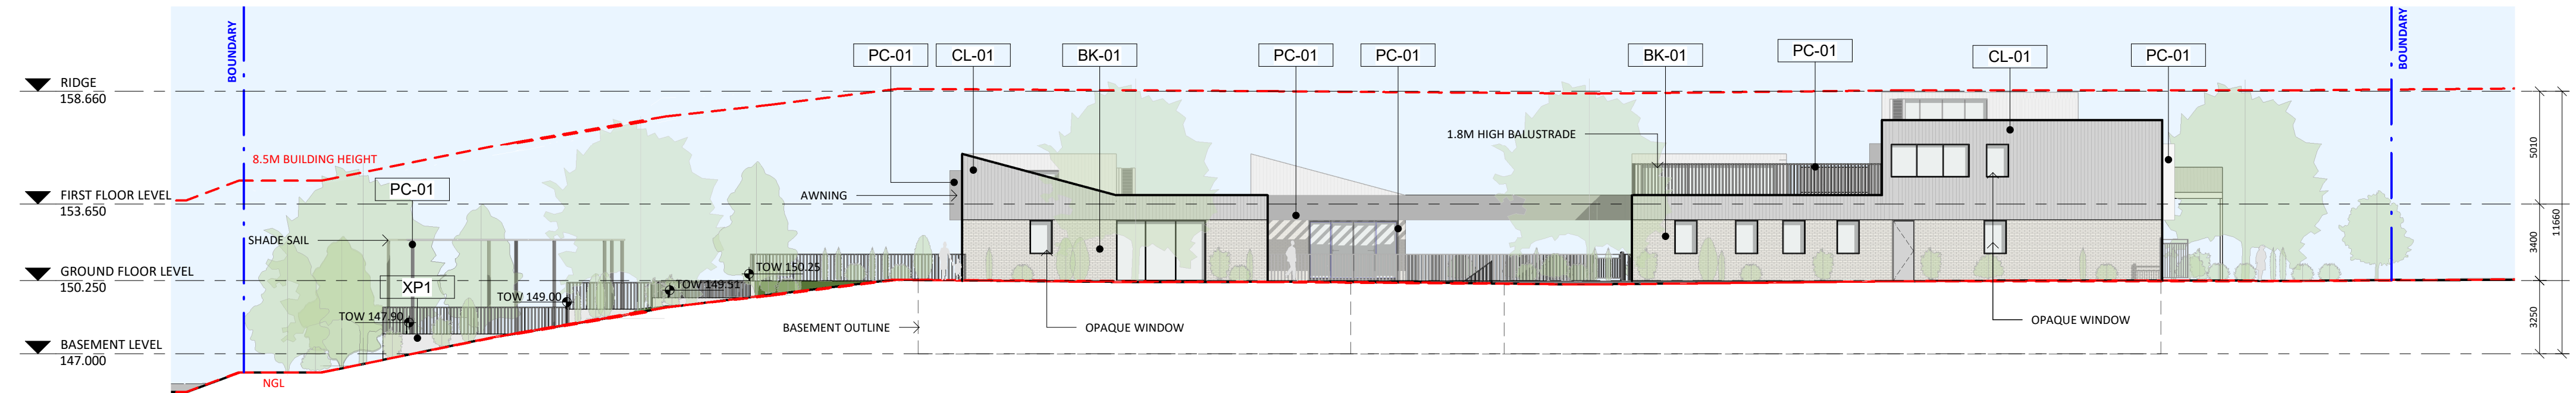 BOUNDARY
BOUNDARY
PC-01
CL-01
BK-01
PC-01
PC-01
BK-01
PC-01
CL-01
PC-01
RIDGE
158.660
1.8M HIGH BALUSTRADE
8.5M BUILDING HEIGHT
PC-01
FIRST FLOOR LEVEL
153.650
AWNING
SHADE SAIL
GROUND FLOOR LEVEL
150.250
TOW 150.25
XP1
TOW 149.51
TOW 149.00
TOW 147.90
BASEMENT OUTLINE
OPAQUE WINDOW
OPAQUE WINDOW
BASEMENT LEVEL
147.000
NGL
5010
3400
3250
11660